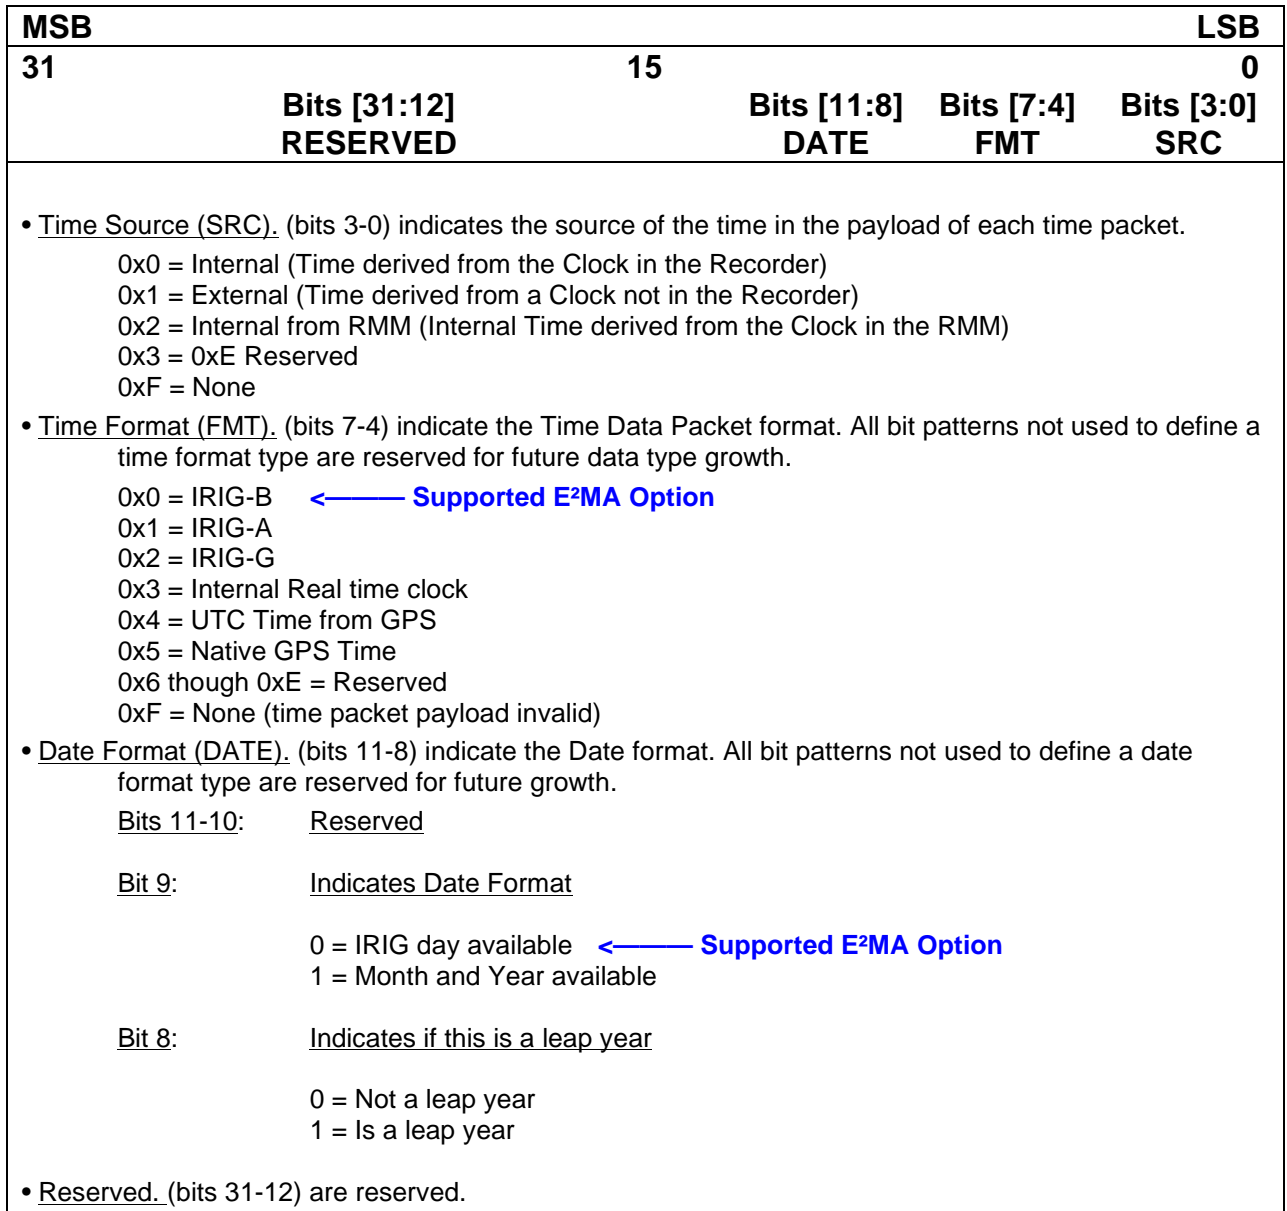 MSB LSB
31 15 0
Bits [31:12] Bits [11:8] Bits [7:4] Bits [3:0]
RESERVED DATE FMT SRC
• Time Source (SRC). (bits 3-0) indicates the source of the time in the payload of each time packet.
0x0 = Internal (Time derived from the Clock in the Recorder)
0x1 = External (Time derived from a Clock not in the Recorder)
0x2 = Internal from RMM (Internal Time derived from the Clock in the RMM)
0x3 = 0xE Reserved
0xF = None
• Time Format (FMT). (bits 7-4) indicate the Time Data Packet format. All bit patterns not used to define a
time format type are reserved for future data type growth.
0x0 = IRIG-B <——— Supported E²MA Option
0x1 = IRIG-A
0x2 = IRIG-G
0x3 = Internal Real time clock
0x4 = UTC Time from GPS
0x5 = Native GPS Time
0x6 though 0xE = Reserved
0xF = None (time packet payload invalid)
• Date Format (DATE). (bits 11-8) indicate the Date format. All bit patterns not used to define a date
format type are reserved for future growth.
Bits 11-10: Reserved
Bit 9: Indicates Date Format
0 = IRIG day available <——— Supported E²MA Option
1 = Month and Year available
Bit 8: Indicates if this is a leap year
0 = Not a leap year
1 = Is a leap year
• Reserved. (bits 31-12) are reserved.